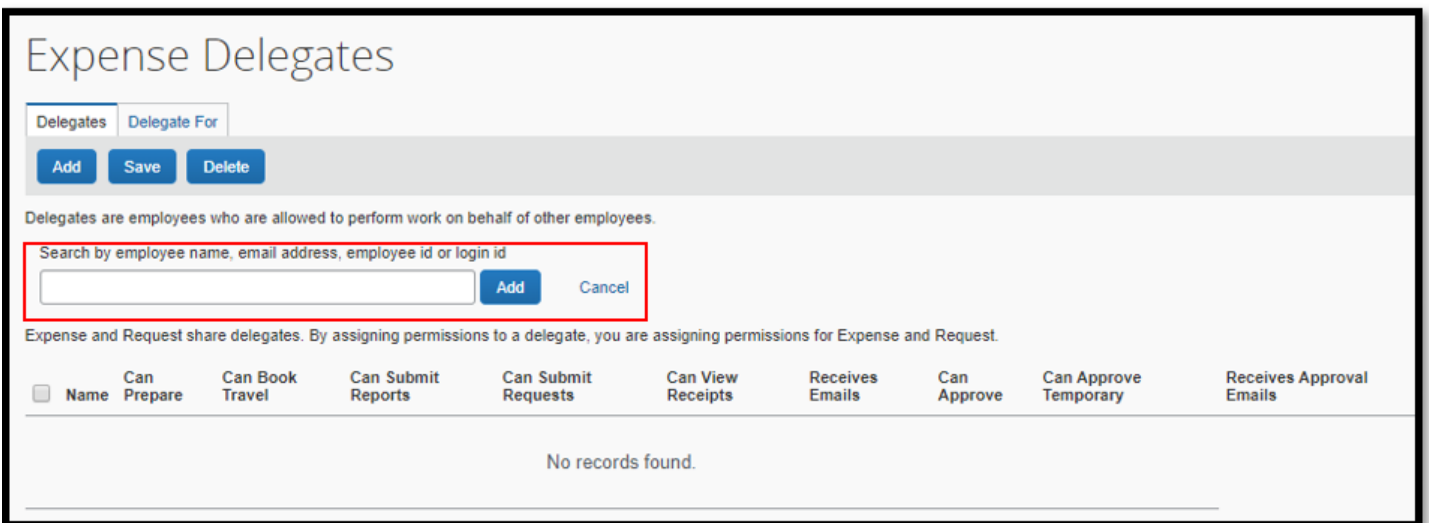 Expense Delegates
Delegates Delegate For
Add Save Delete
Delegates are employees who are allowed to perform work on behalf of other employees.
Search by employee name, email address, employee id or login id
Add Cancel
Expense and Request share delegates. By assigning permissions to a delegate, you are assigning permissions for Expense and Request.
Name Can Prepare Can Book Travel Can Submit Reports Can Submit Requests Can View Receipts Receives Emails Can Approve Can Approve Temporary Receives Approval Emails
No records found.